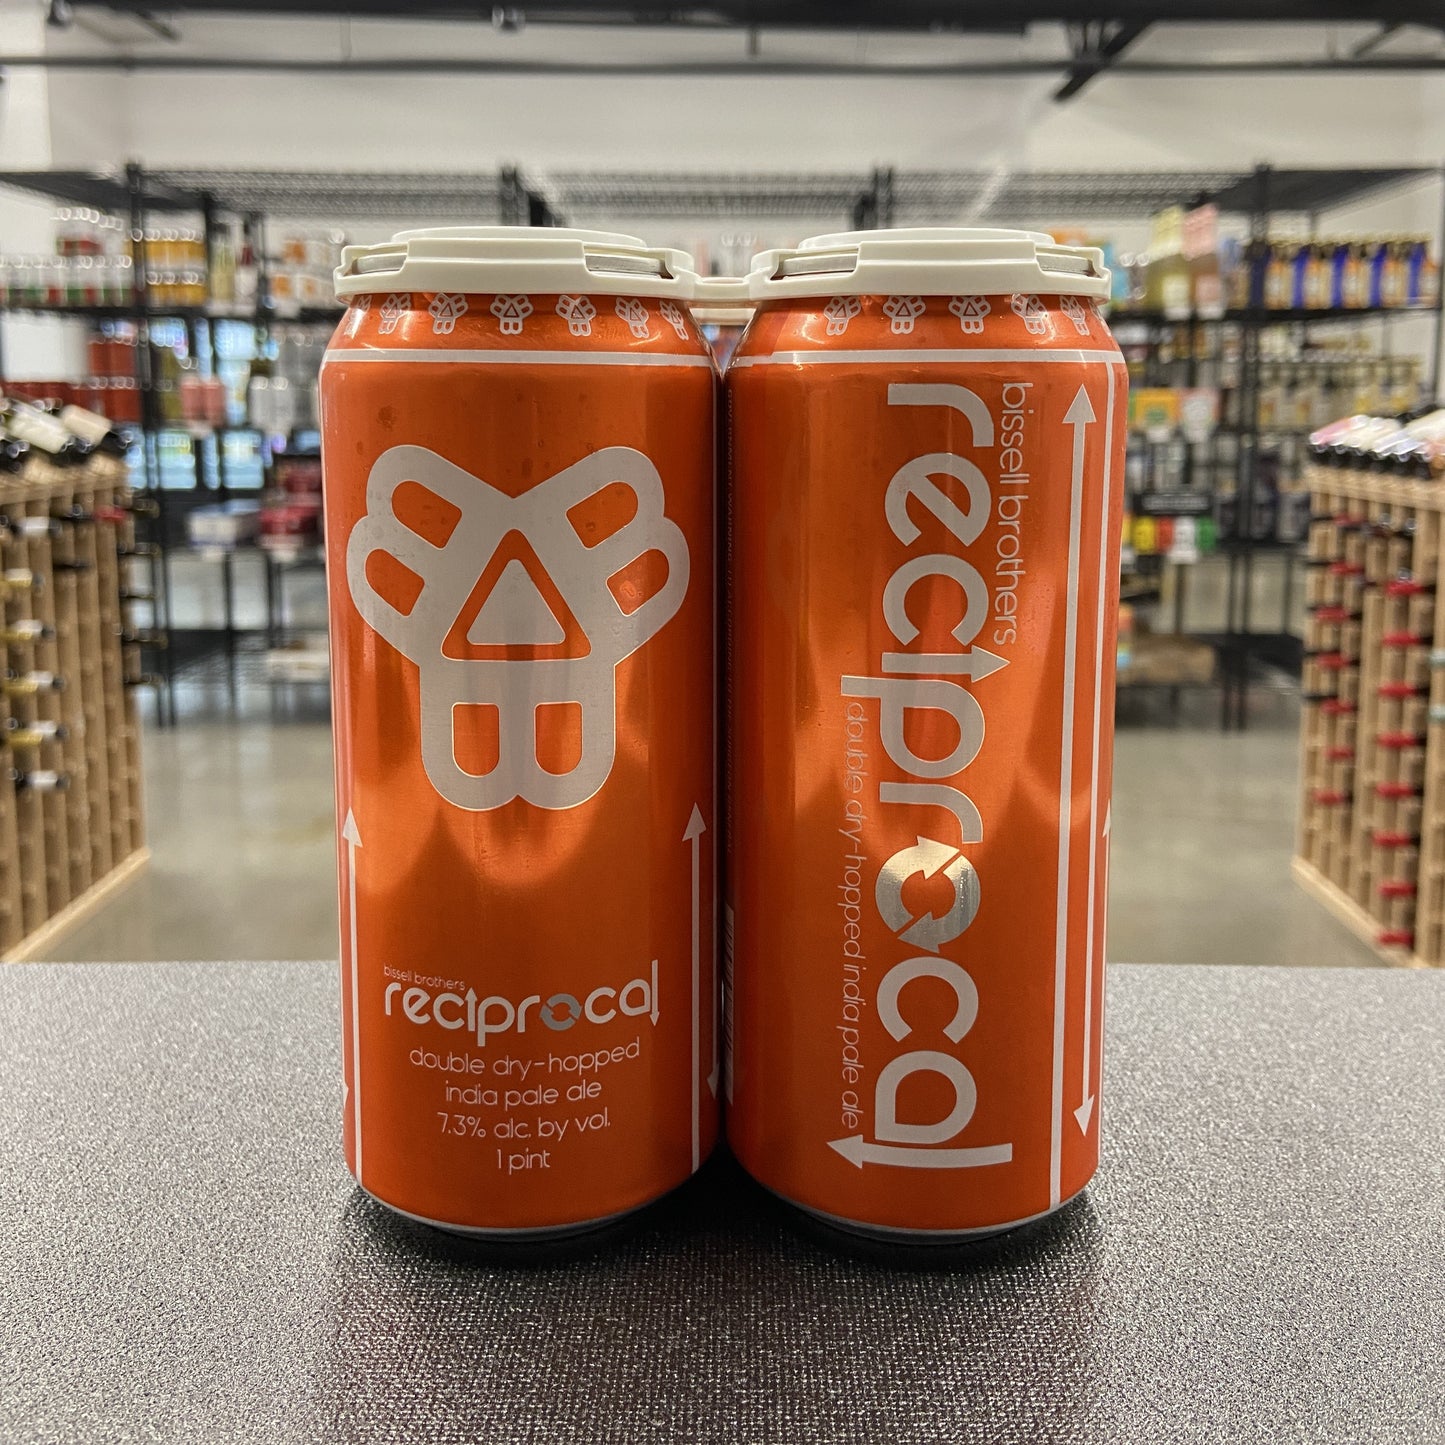 bissell brothers
reciprocal
double dry-hopped
india pale ale
7.3% alc. by vol.
1 pint
bissell brothers
reciprocal
double dry-hopped india pale ale